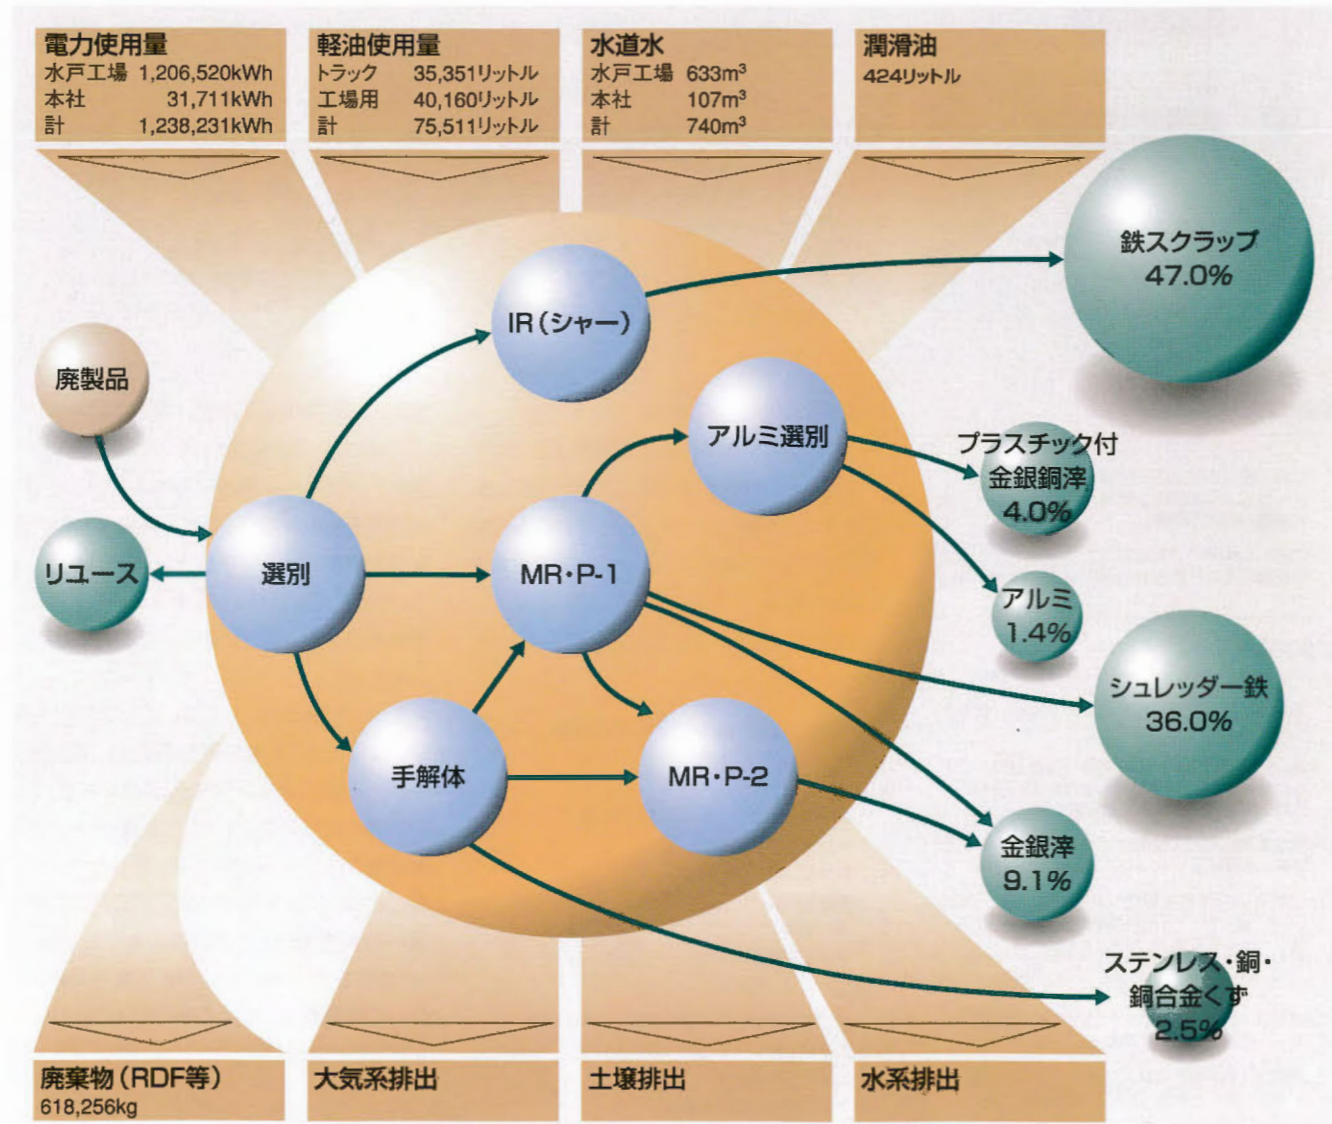 電力使用量
水戸工場 1,206,520kWh
本社 31,711kWh
計 1,238,231kWh
軽油使用量
トラック 35,351リットル
工場用 40,160リットル
計 75,511リットル
水道水
水戸工場 633m³
本社 107m³
計 740m³
潤滑油
424リットル
鉄スクラップ
47.0%
IR(シャー)
廃製品
アルミ選別
プラスチック付
金銀銅滓
4.0%
リユース
選別
MR・P-1
アルミ
1.4%
シュレッダー鉄
36.0%
手解体
MR・P-2
金銀滓
9.1%
ステンレス・銅・
銅合金くず
2.5%
廃棄物(RDF等)
618,256kg
大気系排出
土壌排出
水系排出